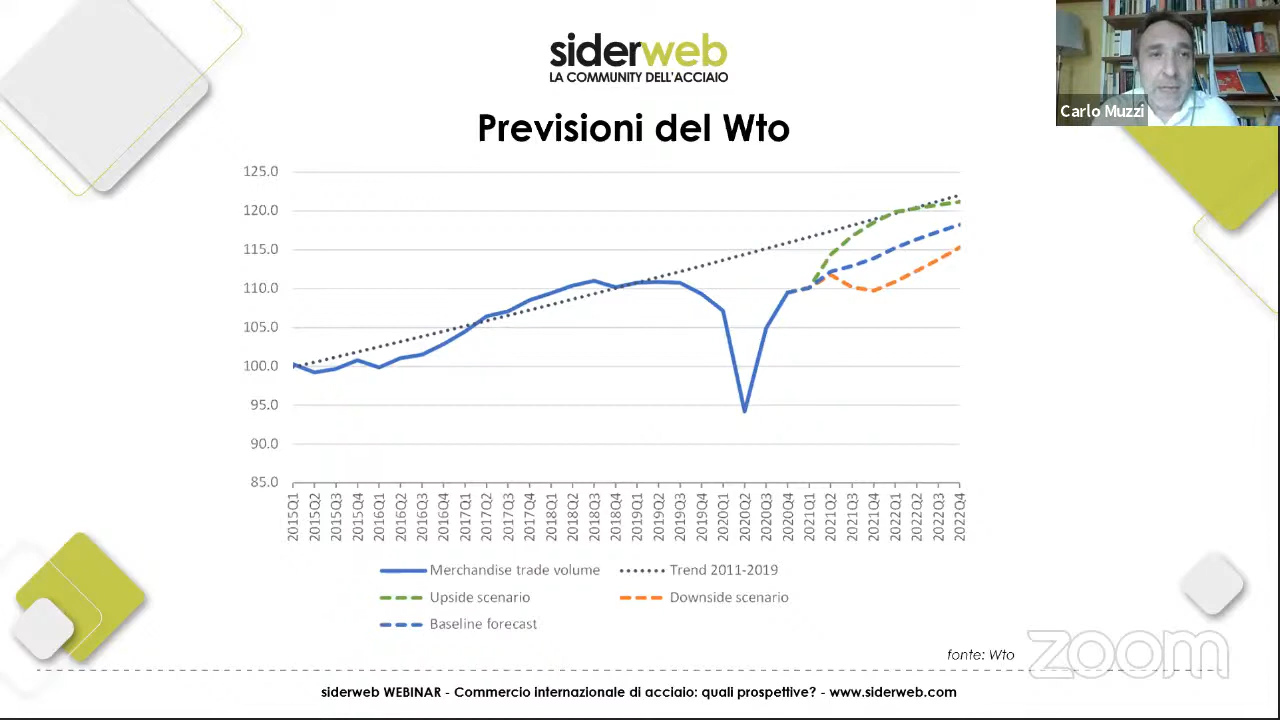 siderweb
LA COMMUNITY DELL'ACCIAIO
Carlo Muzzi
Previsioni del Wto
125.0
120.0
115.0
110.0
105.0
100.0
95.0
90.0
85.0
2015Q1
2015Q2
2015Q3
2015Q4
2016Q1
2016Q2
2016Q3
2016Q4
2017Q1
2017Q2
2017Q3
2017Q4
2018Q1
2018Q2
2018Q3
2018Q4
2019Q1
2019Q2
2019Q3
2019Q4
2020Q1
2020Q2
2020Q3
2020Q4
2021Q1
2021Q2
2021Q3
2021Q4
2022Q1
2022Q2
2022Q3
2022Q4
Merchandise trade volume
Trend 2011-2019
Upside scenario
Downside scenario
Baseline forecast
fonte: Wto
zoom
siderweb WEBINAR - Commercio internazionale di acciaio: quali prospettive? - www.siderweb.com